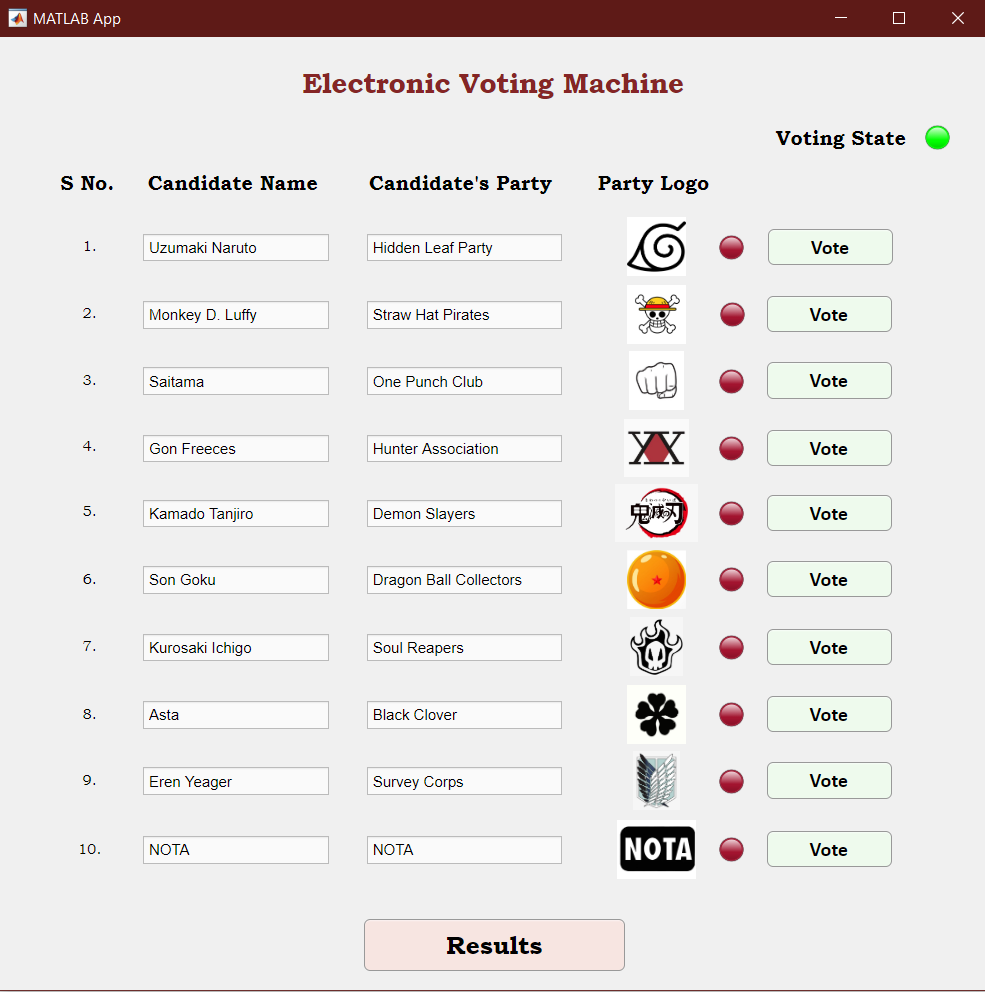 MATLAB App
Electronic Voting Machine
Voting State
S No. Candidate Name Candidate's Party Party Logo
1. Uzumaki Naruto Hidden Leaf Party Vote
2. Monkey D. Luffy Straw Hat Pirates Vote
3. Saitama One Punch Club Vote
4. Gon Freeces Hunter Association Vote
5. Kamado Tanjiro Demon Slayers 鬼滅刃 Vote
6. Son Goku Dragon Ball Collectors Vote
7. Kurosaki Ichigo Soul Reapers Vote
8. Asta Black Clover Vote
9. Eren Yeager Survey Corps Vote
10. NOTA NOTA NOTA Vote
Results